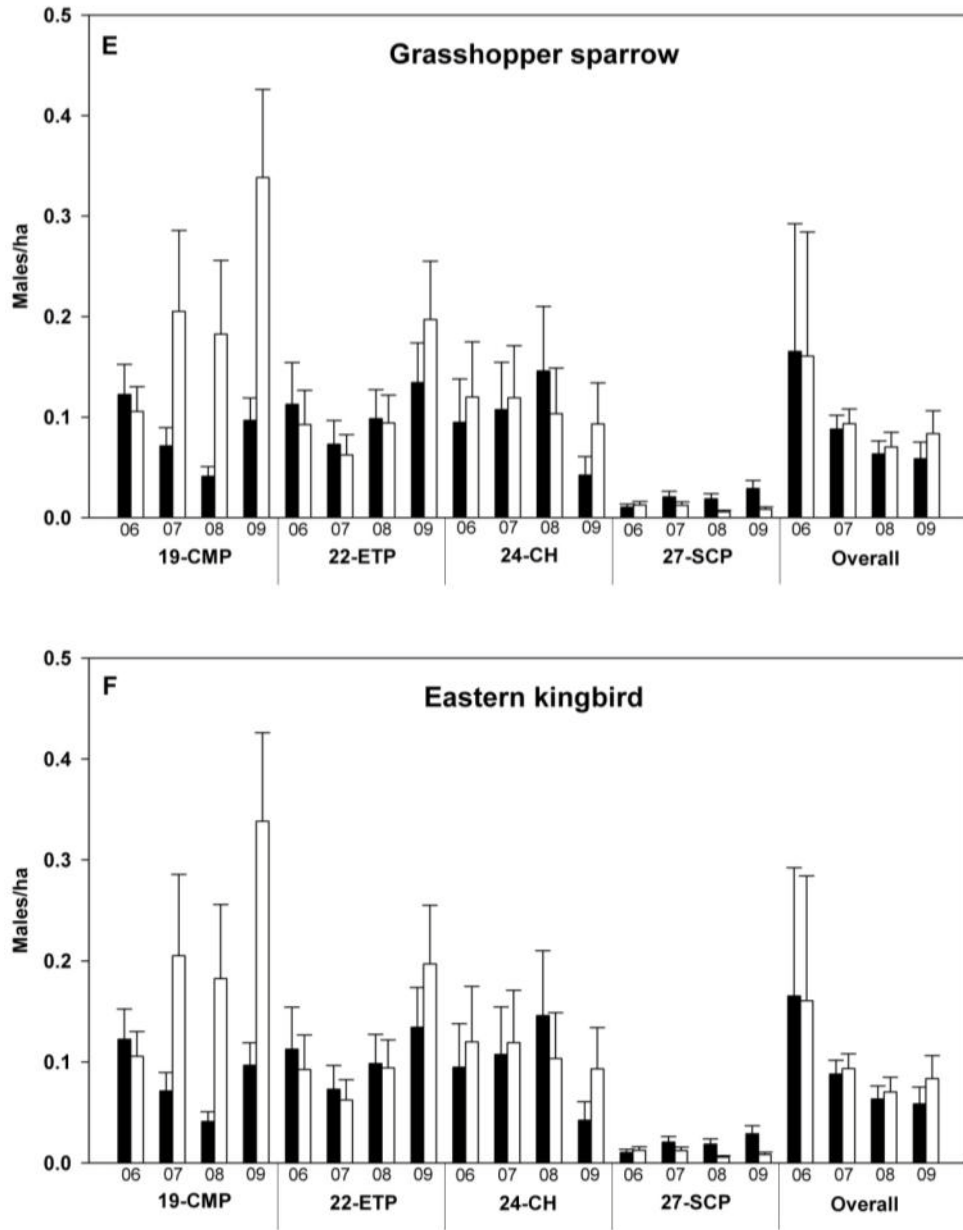 E
Grasshopper sparrow
Males/ha
0.5
0.4
0.3
0.2
0.1
0.0
06 07 08 09 06 07 08 09 06 07 08 09 06 07 08 09 06 07 08 09
19-CMP 22-ETP 24-CH 27-SCP Overall
F
Eastern kingbird
Males/ha
0.5
0.4
0.3
0.2
0.1
0.0
06 07 08 09 06 07 08 09 06 07 08 09 06 07 08 09 06 07 08 09
19-CMP 22-ETP 24-CH 27-SCP Overall